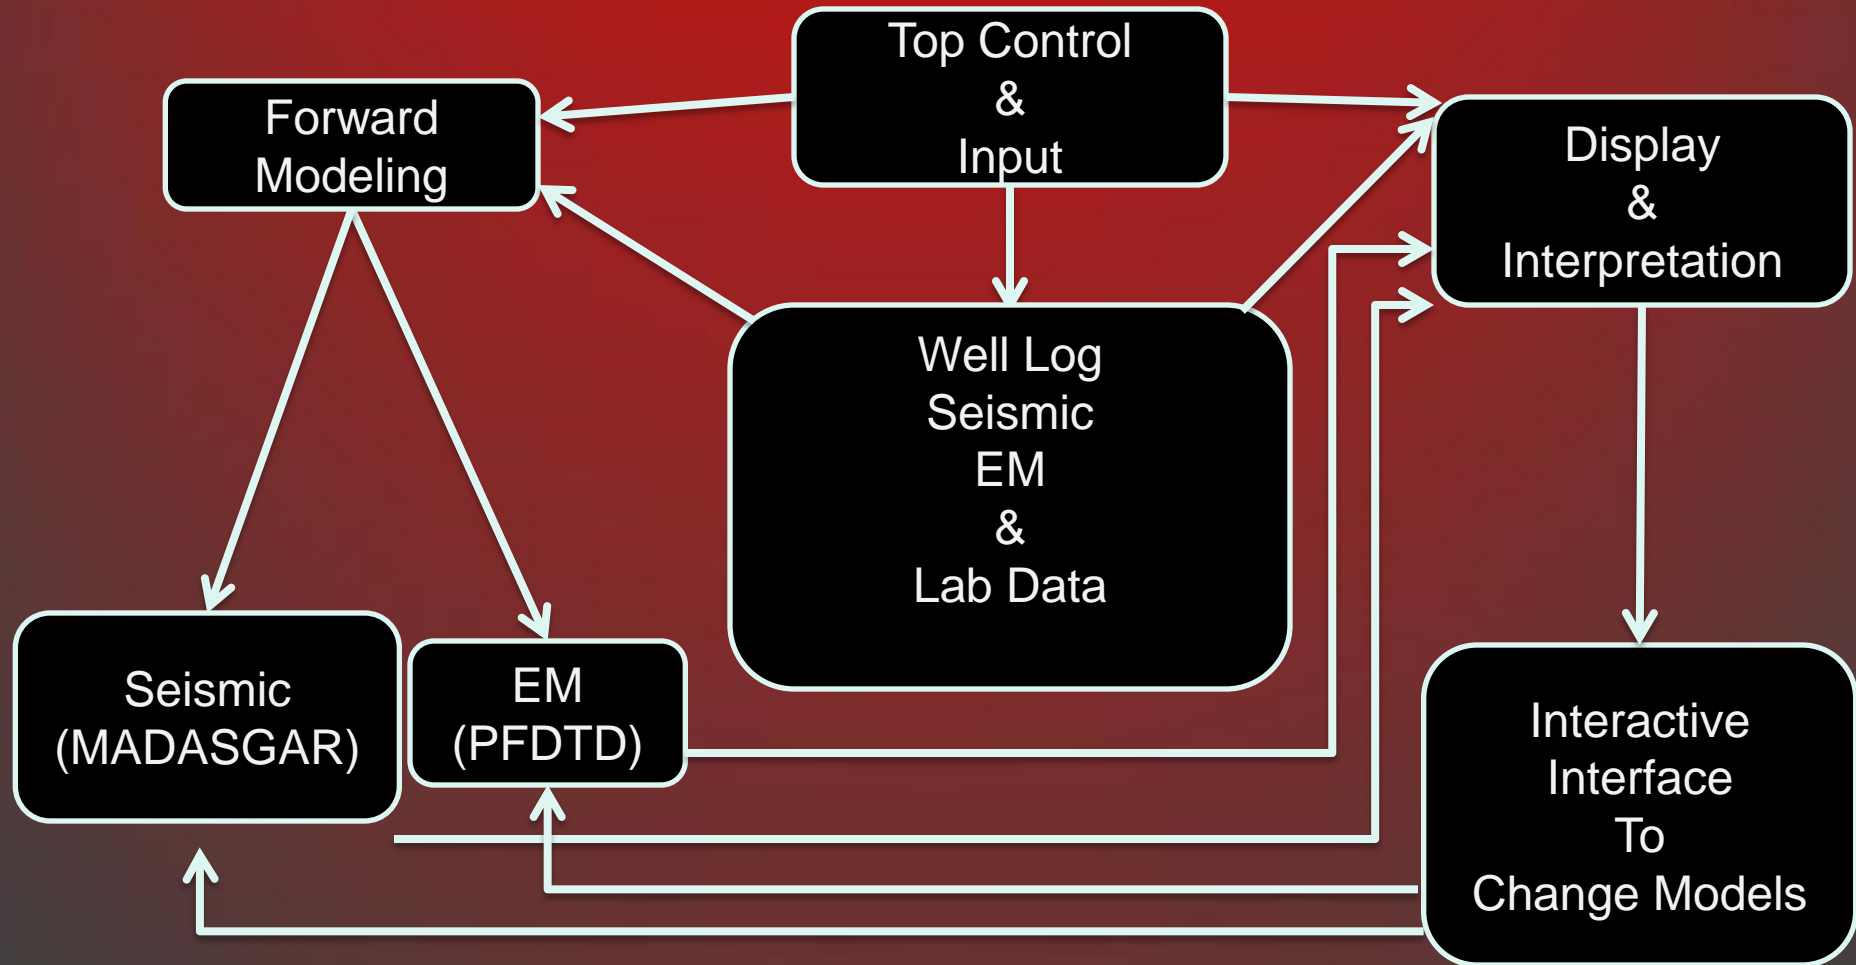 Top Control
&
Input
Forward
Modeling
Display
&
Interpretation
Well Log
Seismic
EM
&
Lab Data
Seismic
(MADASGAR)
EM
(PFDTD)
Interactive
Interface
To
Change Models